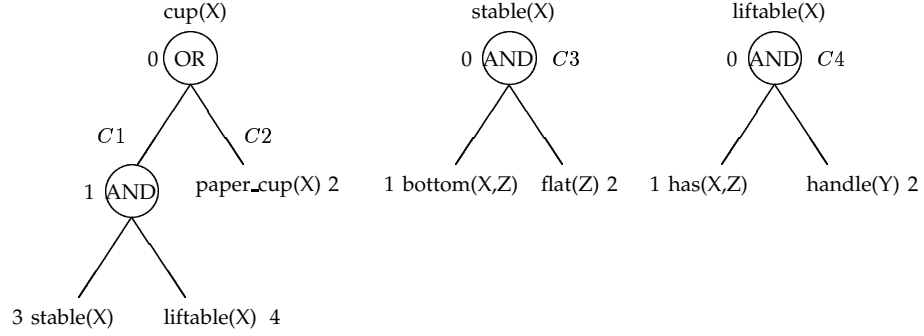 cup(X) stable(X) liftable(X)
0 OR 0 AND C3 0 AND C4
C1 C2
1 AND paper_cup(X) 2 1 bottom(X,Z) flat(Z) 2 1 has(X,Z) handle(Y) 2
3 stable(X) liftable(X) 4